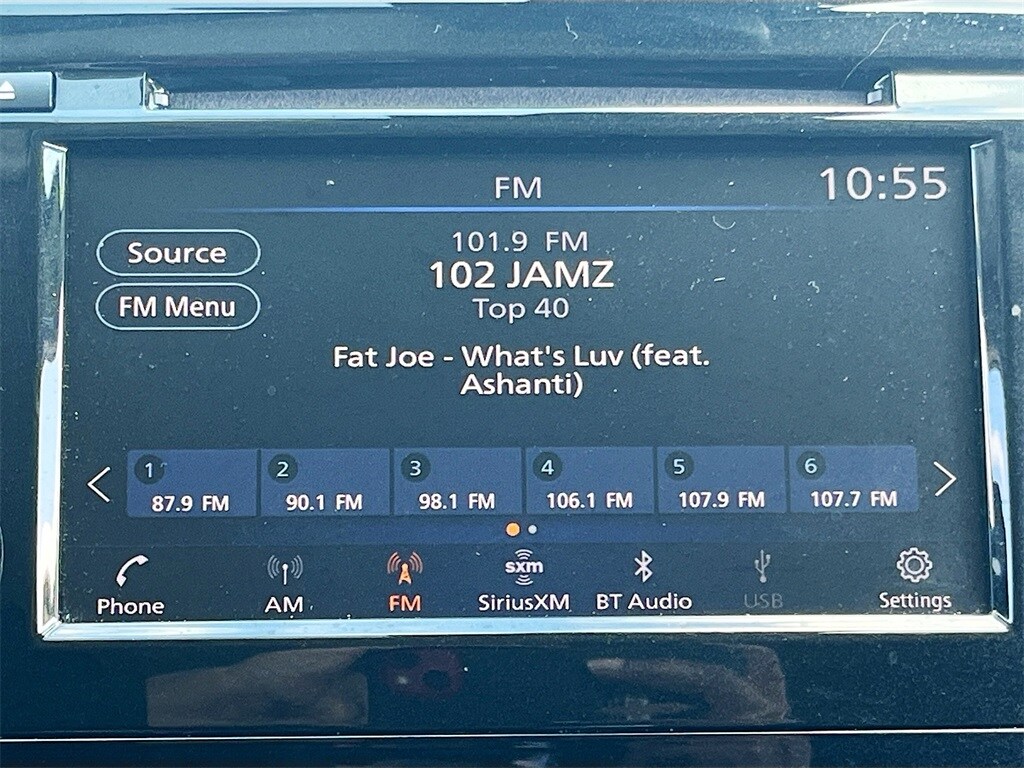 FM
10:55
Source
FM Menu
101.9 FM
102 JAMZ
Top 40
Fat Joe - What's Luv (feat.
Ashanti)
1 2 3 4 5 6
87.9 FM 90.1 FM 98.1 FM 106.1 FM 107.9 FM 107.7 FM
sxm
Phone AM FM SiriusXM BT Audio USB Settings